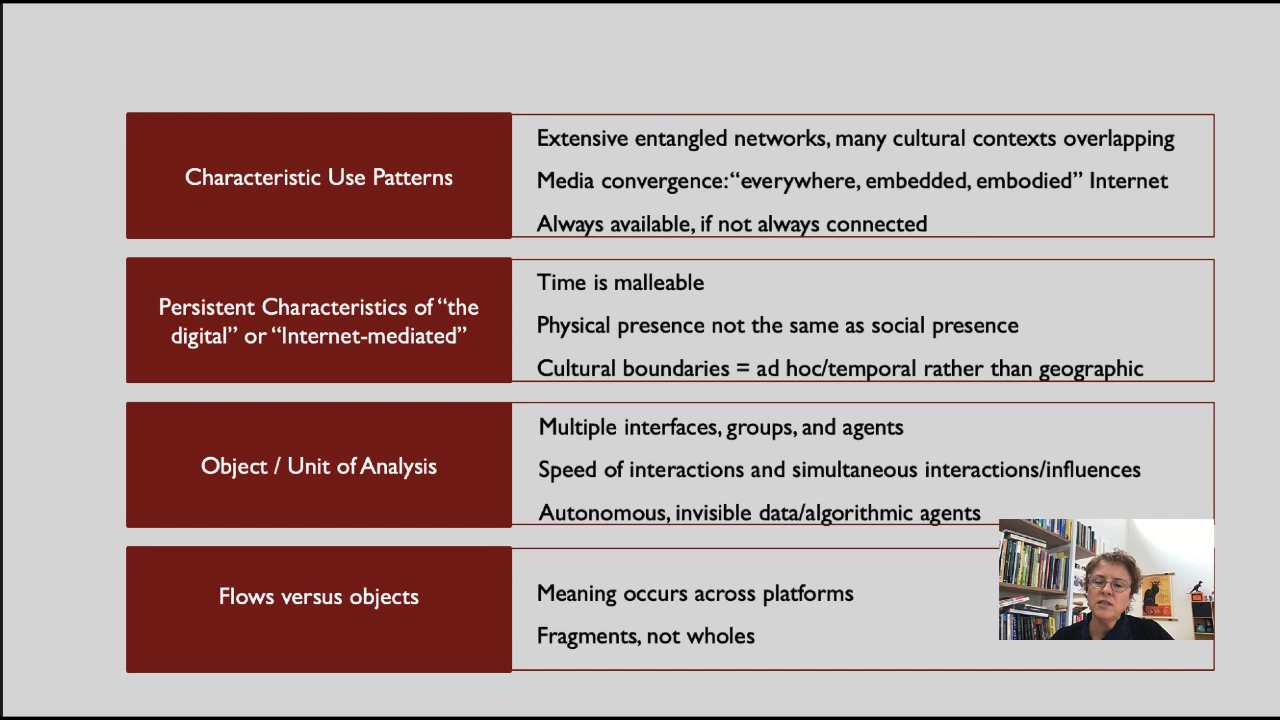 Characteristic Use Patterns
Extensive entangled networks, many cultural contexts overlapping
Media convergence: “everywhere, embedded, embodied” Internet
Always available, if not always connected
Persistent Characteristics of “the
digital” or “Internet-mediated”
Time is malleable
Physical presence not the same as social presence
Cultural boundaries = ad hoc/temporal rather than geographic
Object / Unit of Analysis
Multiple interfaces, groups, and agents
Speed of interactions and simultaneous interactions/influences
Autonomous, invisible data/algorithmic agents
Flows versus objects
Meaning occurs across platforms
Fragments, not wholes